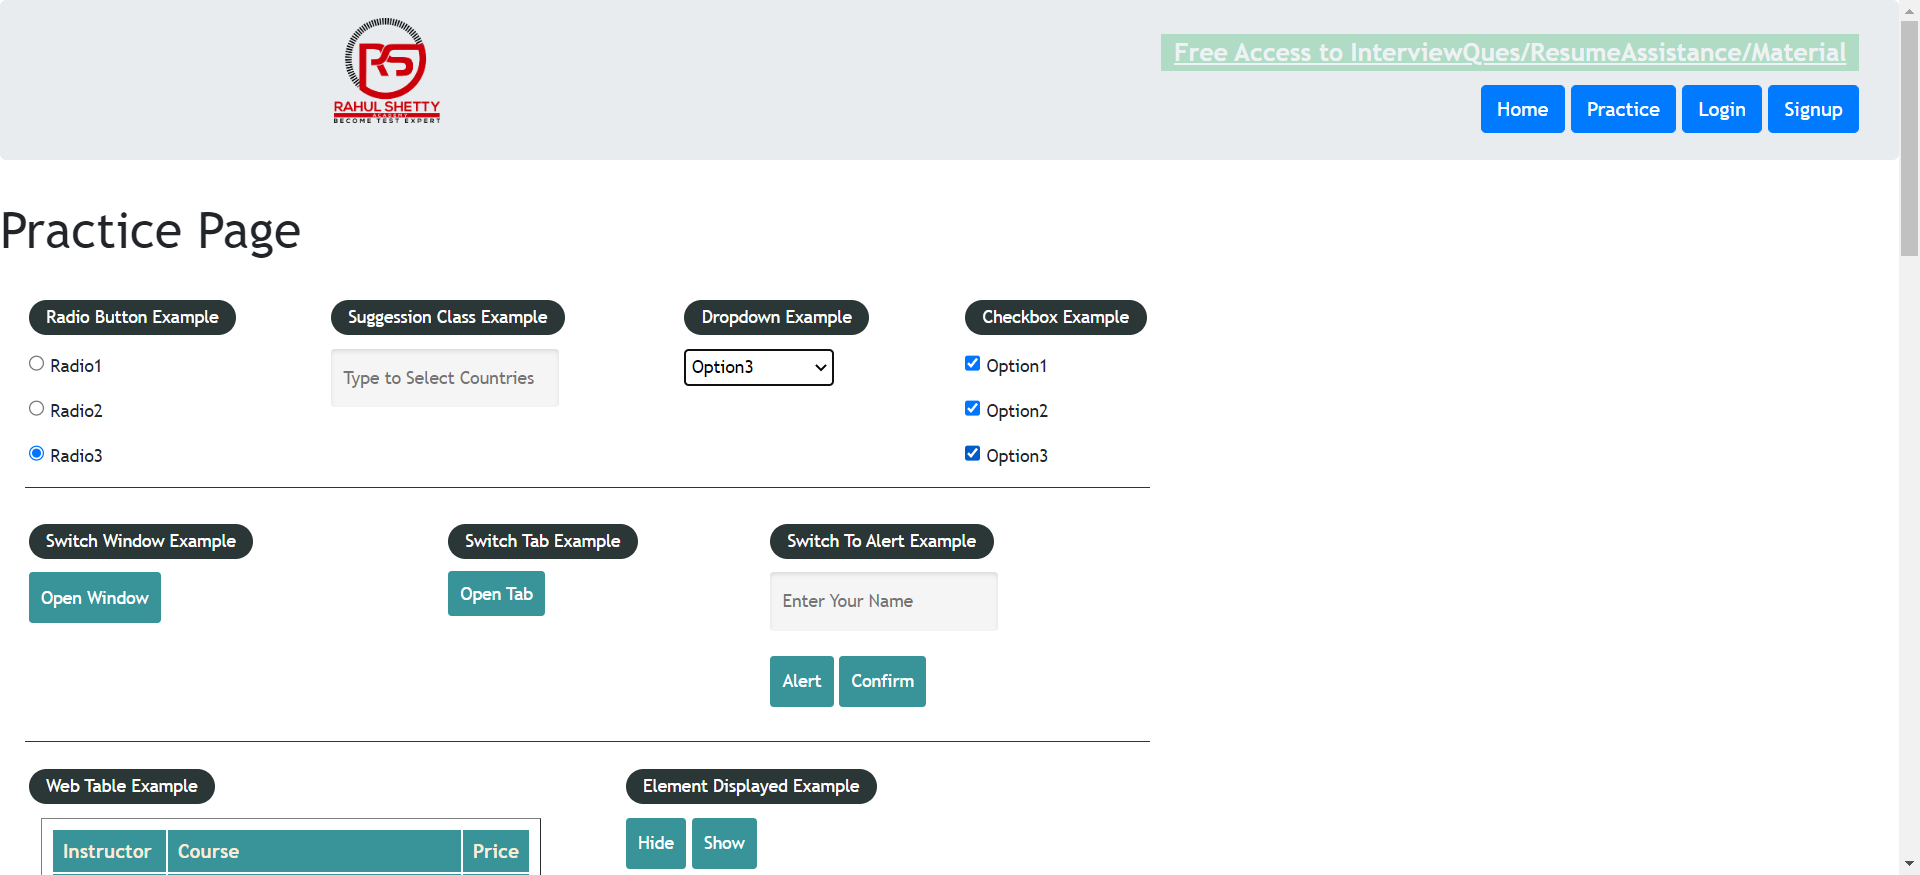 RS
RAHUL SHETTY
ACADEMY
BECOME TEST EXPERT
Free Access to InterviewQues/ResumeAssistance/Material
Home Practice Login Signup
Practice Page
Radio Button Example Suggession Class Example Dropdown Example Checkbox Example
Radio1 Type to Select Countries Option3 Option1
Radio2 Option2
Radio3 Option3
Switch Window Example Switch Tab Example Switch To Alert Example
Open Window Open Tab Enter Your Name
Alert Confirm
Web Table Example Element Displayed Example
Instructor Course Price Hide Show